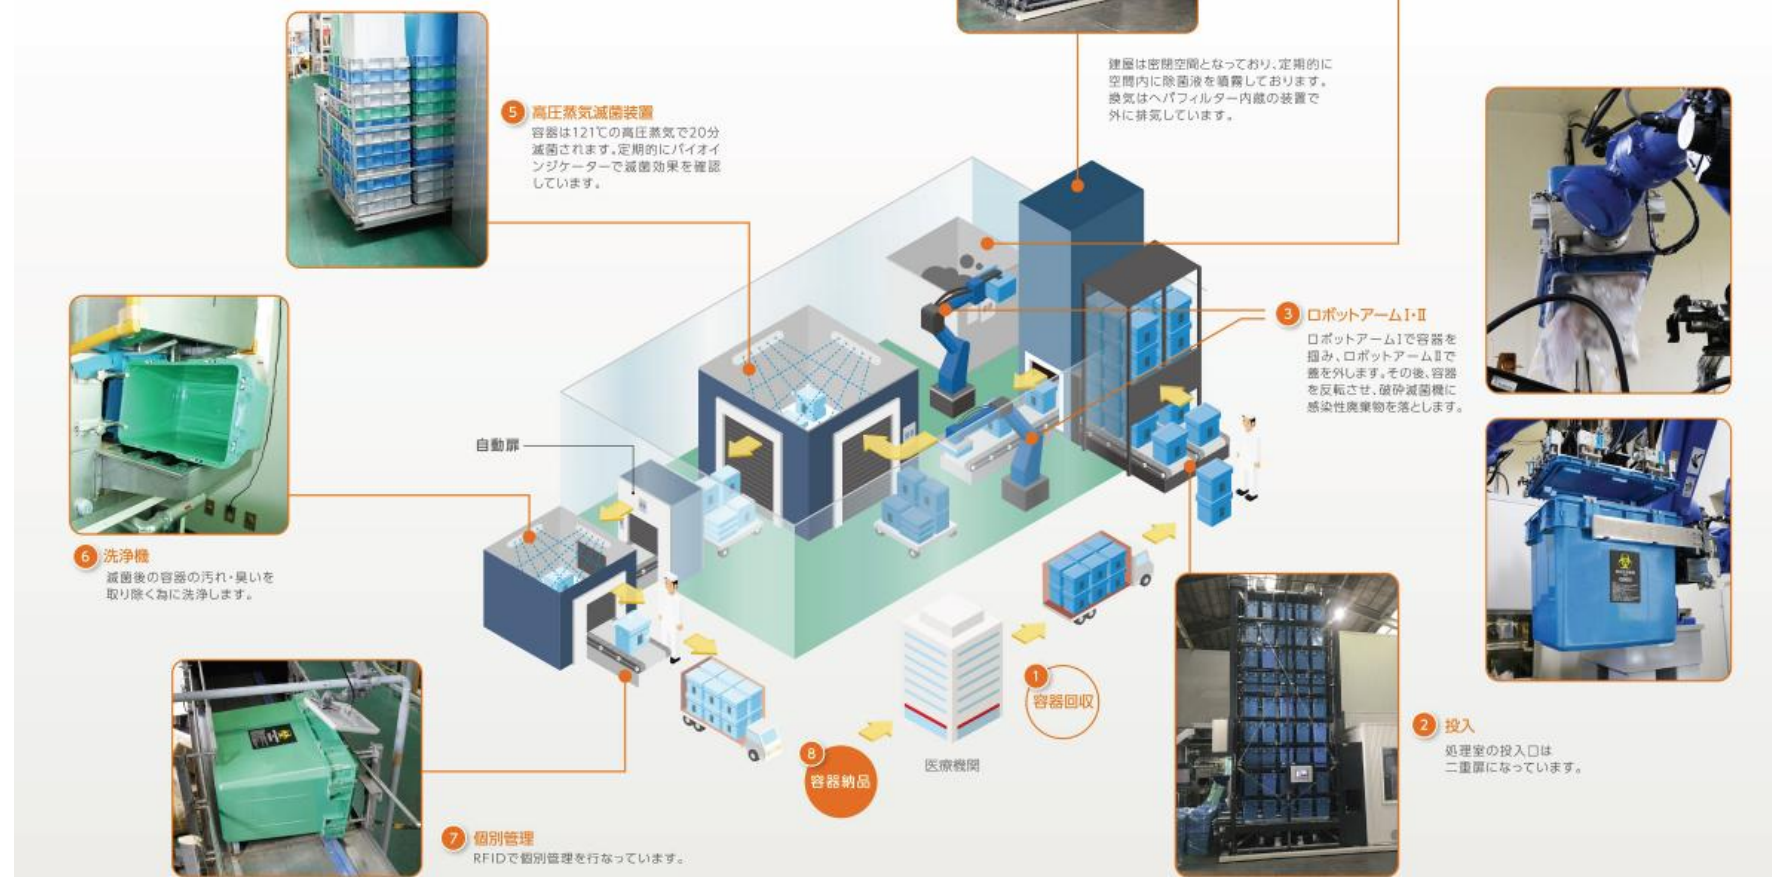 建屋は密閉空間となっており、定期的に
空間内に除菌液を噴霧しております。
換気はヘパフィルター内蔵の装置で
外に排気しています。
5 高圧蒸気滅菌装置
容器は121℃の高圧蒸気で20分
滅菌されます。定期的にバイオイ
ンジケーターで滅菌効果を確認
しています。
3 ロボットアームⅠ・Ⅱ
ロボットアームⅠで容器を
掴み、ロボットアームⅡで
蓋を外します。その後、容器
を反転させ、破砕滅菌機に
感染性廃棄物を落とします。
自動扉
6 洗浄機
滅菌後の容器の汚れ・臭いを
取り除く為に洗浄します。
1
容器回収
2 投入
処理室の投入口は
二重扉になっています。
医療機関
8
容器納品
7 個別管理
RFIDで個別管理を行なっています。